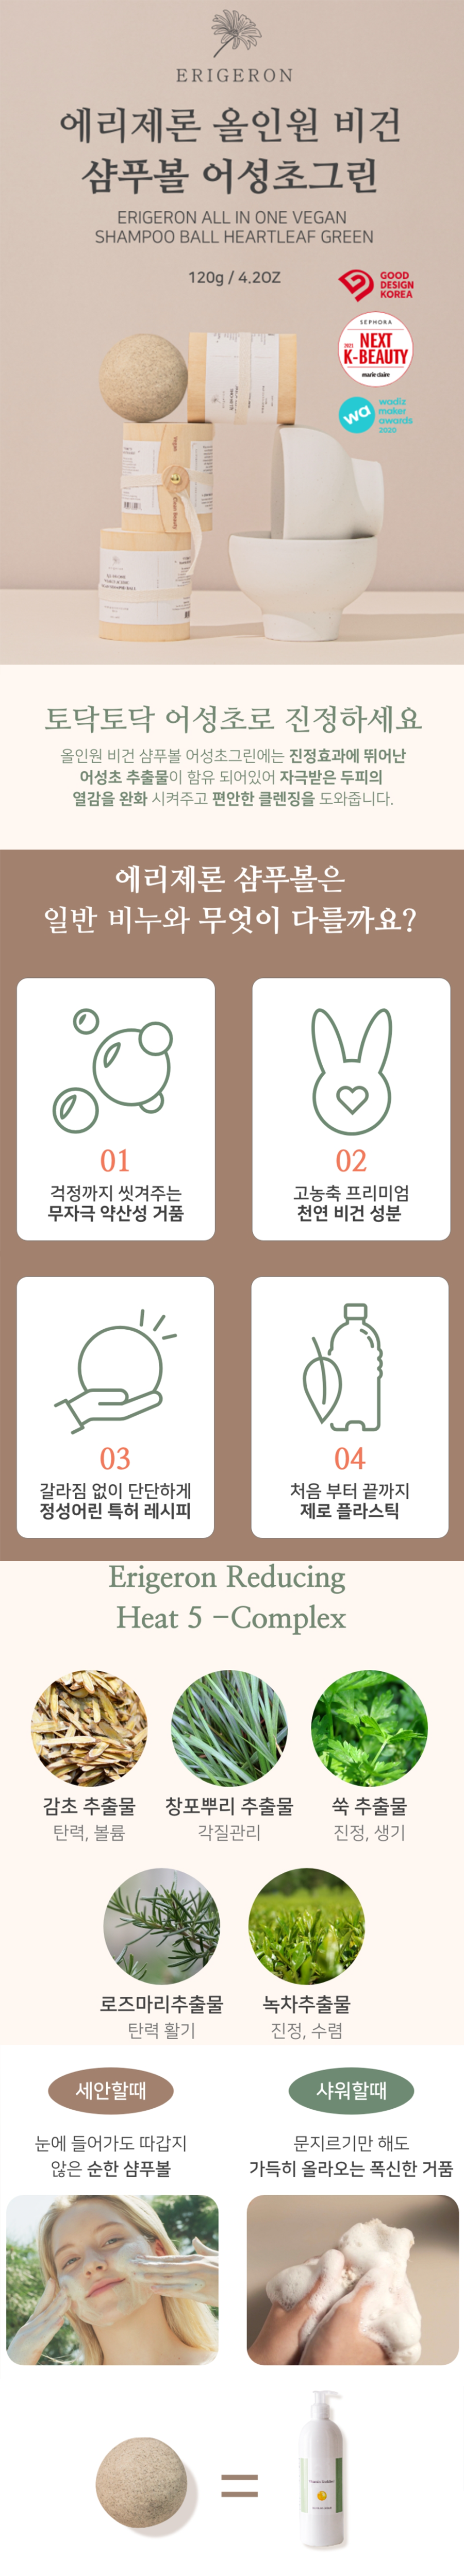 ERIGERON
에리제론 올인원 비건
샴푸볼 어성초그린
ERIGERON ALL IN ONE VEGAN
SHAMPOO BALL HEARTLEAF GREEN
120g / 4.2OZ
GOOD
DESIGN
KOREA
SEPHORA
2021 NEXT
K-BEAUTY
marie claire
wa
wadiz
maker
awards
2020
Vegan
Clean Beauty
토닥토닥 어성초로 진정하세요
올인원 비건 샴푸볼 어성초그린에는 진정효과에 뛰어난
어성초 추출물이 함유 되어있어 자극받은 두피의
열감을 완화 시켜주고 편안한 클렌징을 도와줍니다.
에리제론 샴푸볼은
일반 비누와 무엇이 다를까요?
01
걱정까지 씻겨주는
무자극 약산성 거품
02
고농축 프리미엄
천연 비건 성분
03
갈라짐 없이 단단하게
정성어린 특허 레시피
04
처음 부터 끝까지
제로 플라스틱
Erigeron Reducing
Heat 5 -Complex
감초 추출물
탄력, 볼륨
창포뿌리 추출물
각질관리
쑥 추출물
진정, 생기
로즈마리추출물
탄력 활기
녹차추출물
진정, 수렴
세안할때
눈에 들어가도 따갑지
않은 순한 샴푸볼
샤워할때
문지르기만 해도
가득히 올라오는 폭신한 거품